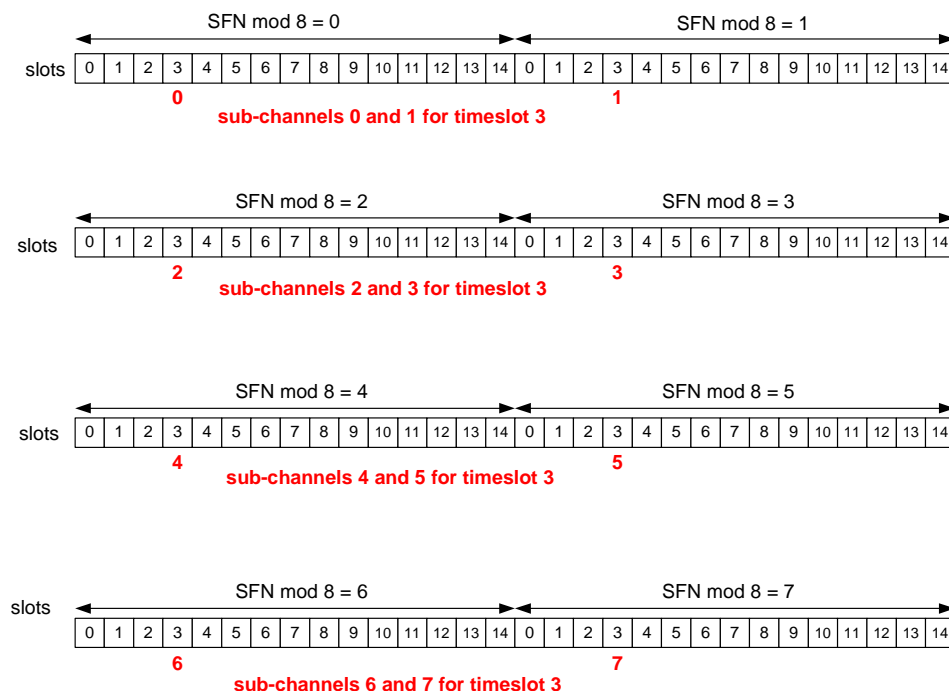 SFN mod 8 = 0 SFN mod 8 = 1
slots 0 1 2 3 4 5 6 7 8 9 10 11 12 13 14 0 1 2 3 4 5 6 7 8 9 10 11 12 13 14
0 1
sub-channels 0 and 1 for timeslot 3
SFN mod 8 = 2 SFN mod 8 = 3
slots 0 1 2 3 4 5 6 7 8 9 10 11 12 13 14 0 1 2 3 4 5 6 7 8 9 10 11 12 13 14
2 3
sub-channels 2 and 3 for timeslot 3
SFN mod 8 = 4 SFN mod 8 = 5
slots 0 1 2 3 4 5 6 7 8 9 10 11 12 13 14 0 1 2 3 4 5 6 7 8 9 10 11 12 13 14
4 5
sub-channels 4 and 5 for timeslot 3
SFN mod 8 = 6 SFN mod 8 = 7
slots
0 1 2 3 4 5 6 7 8 9 10 11 12 13 14 0 1 2 3 4 5 6 7 8 9 10 11 12 13 14
6 7
sub-channels 6 and 7 for timeslot 3